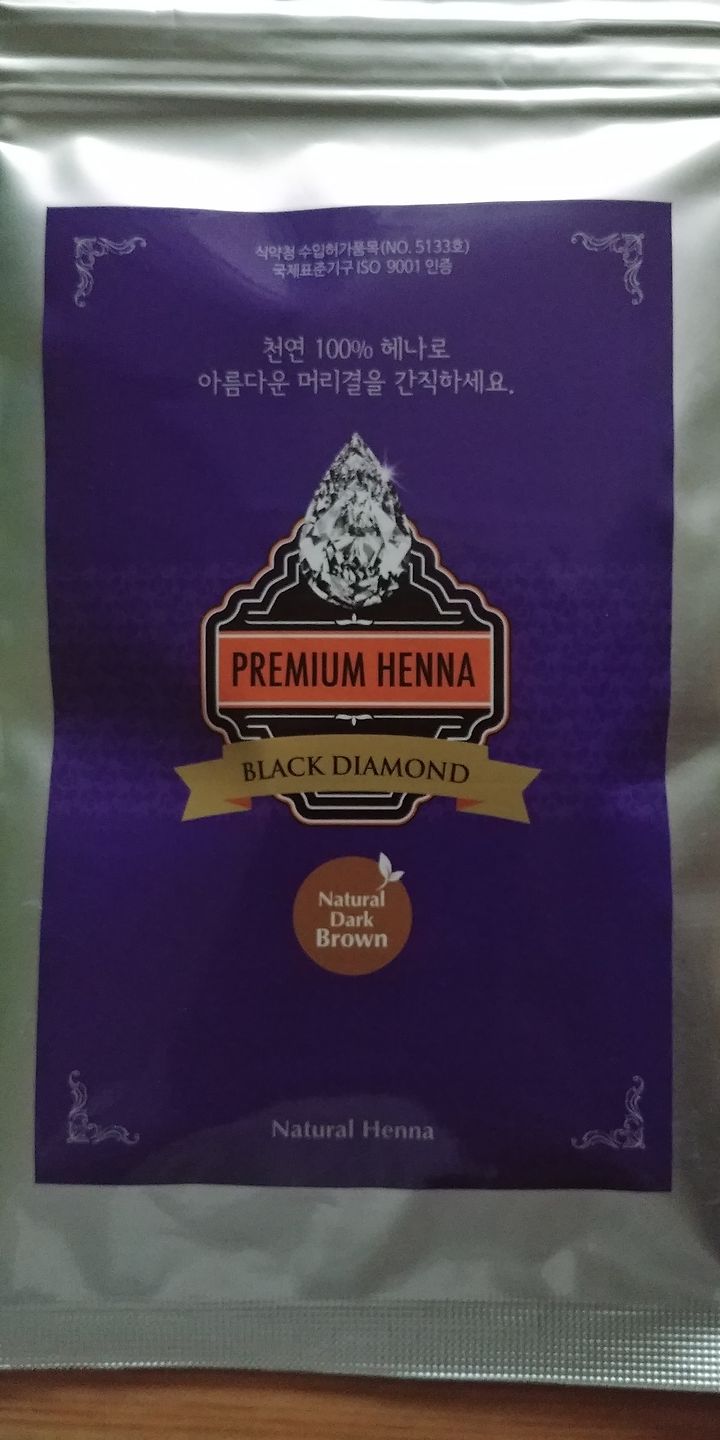 식약청 수입허가품목(NO. 5133호)
국제표준기구 ISO 9001 인증
천연 100% 헤나로
아름다운 머리결을 간직하세요.
PREMIUM HENNA
BLACK DIAMOND
Natural
Dark
Brown
Natural Henna